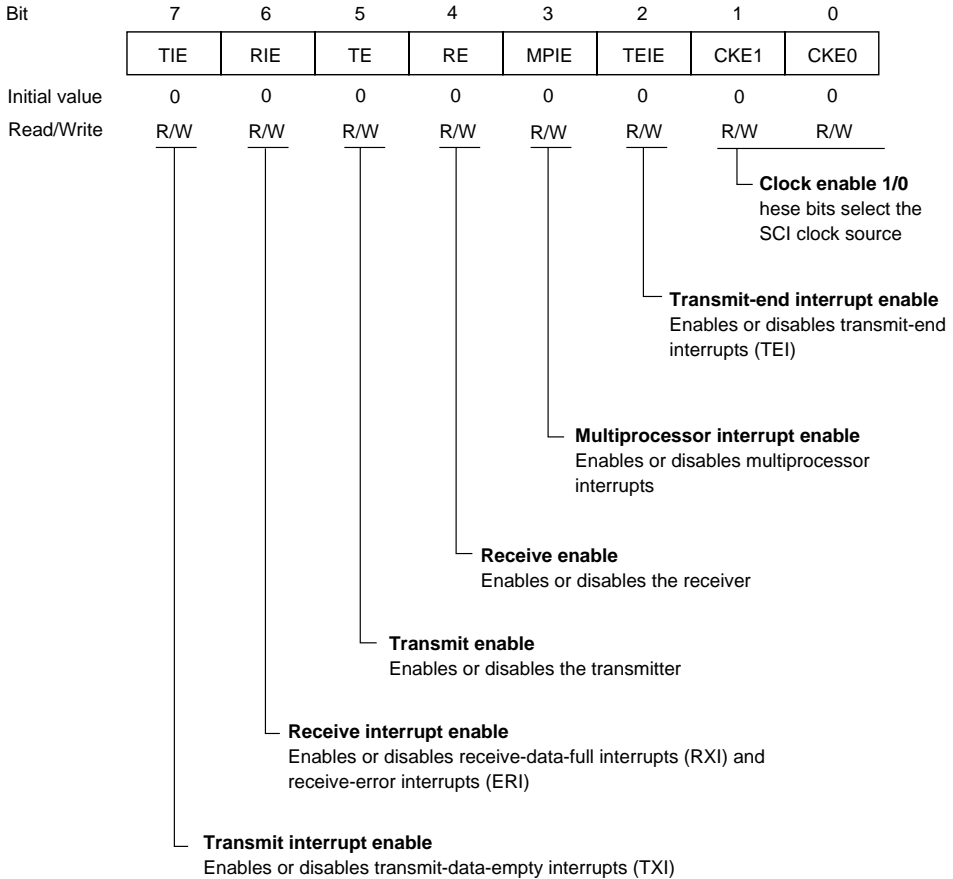 Bit 7 6 5 4 3 2 1 0
TIE RIE TE RE MPIE TEIE CKE1 CKE0
Initial value 0 0 0 0 0 0 0 0
Read/Write R/W R/W R/W R/W R/W R/W R/W R/W
Clock enable 1/0
hese bits select the
SCI clock source
Transmit-end interrupt enable
Enables or disables transmit-end
interrupts (TEI)
Multiprocessor interrupt enable
Enables or disables multiprocessor
interrupts
Receive enable
Enables or disables the receiver
Transmit enable
Enables or disables the transmitter
Receive interrupt enable
Enables or disables receive-data-full interrupts (RXI) and
receive-error interrupts (ERI)
Transmit interrupt enable
Enables or disables transmit-data-empty interrupts (TXI)